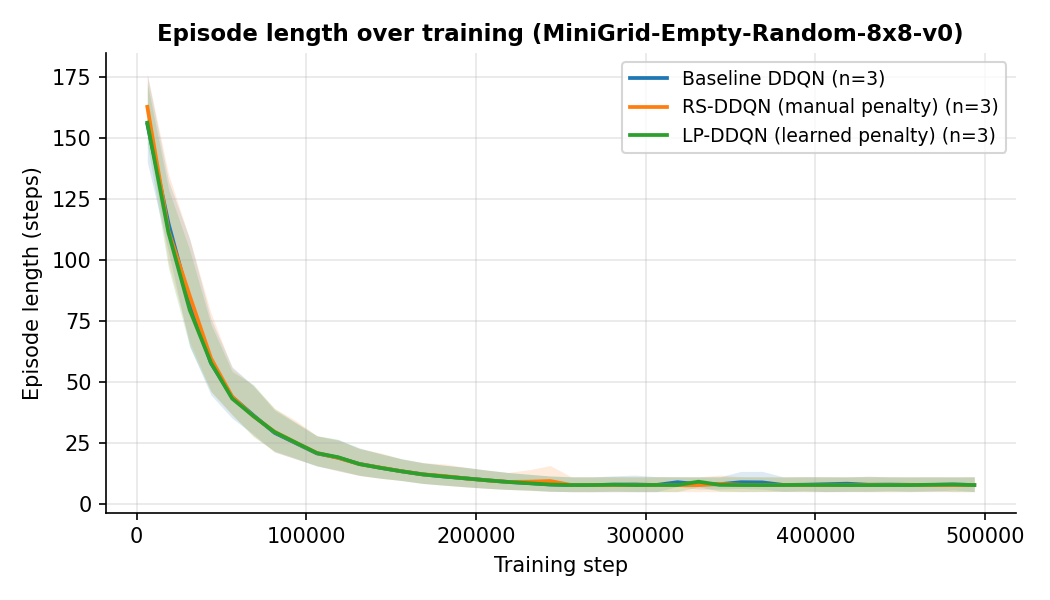 Episode length over training (MiniGrid-Empty-Random-8x8-v0)
Baseline DDQN (n=3)
RS-DDQN (manual penalty) (n=3)
LP-DDQN (learned penalty) (n=3)
Episode length (steps)
175
150
125
100
75
50
25
0
0 100000 200000 300000 400000 500000
Training step